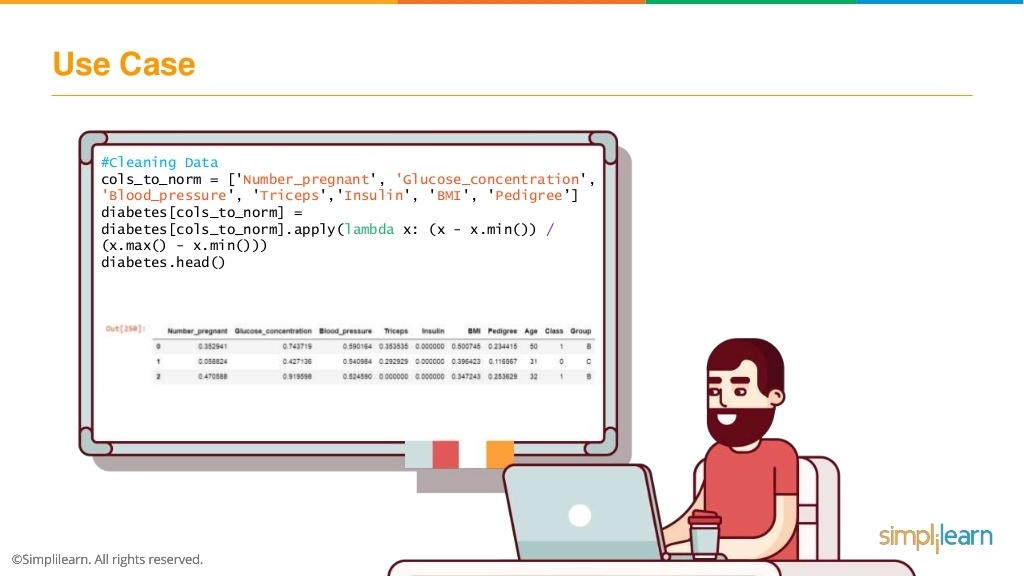 Use Case
#Cleaning Data
cols_to_norm = ['Number_pregnant', 'Glucose_concentration',
'Blood_pressure', 'Triceps','Insulin', 'BMI', 'Pedigree’]
diabetes[cols_to_norm] =
diabetes[cols_to_norm].apply(lambda x: (x - x.min()) /
(x.max() - x.min()))
diabetes.head()
Out[250]:
Number_pregnant Glucose_concentration Blood_pressure Triceps Insulin BMI Pedigree Age Class Group
0 0.352941 0.743719 0.590164 0.353535 0.000000 0.500745 0.234415 50 1 B
1 0.058824 0.427136 0.540984 0.292929 0.000000 0.396423 0.116567 31 0 C
2 0.470588 0.919598 0.524590 0.000000 0.000000 0.347243 0.253629 32 1 B
simplilearn
©Simplilearn. All rights reserved.